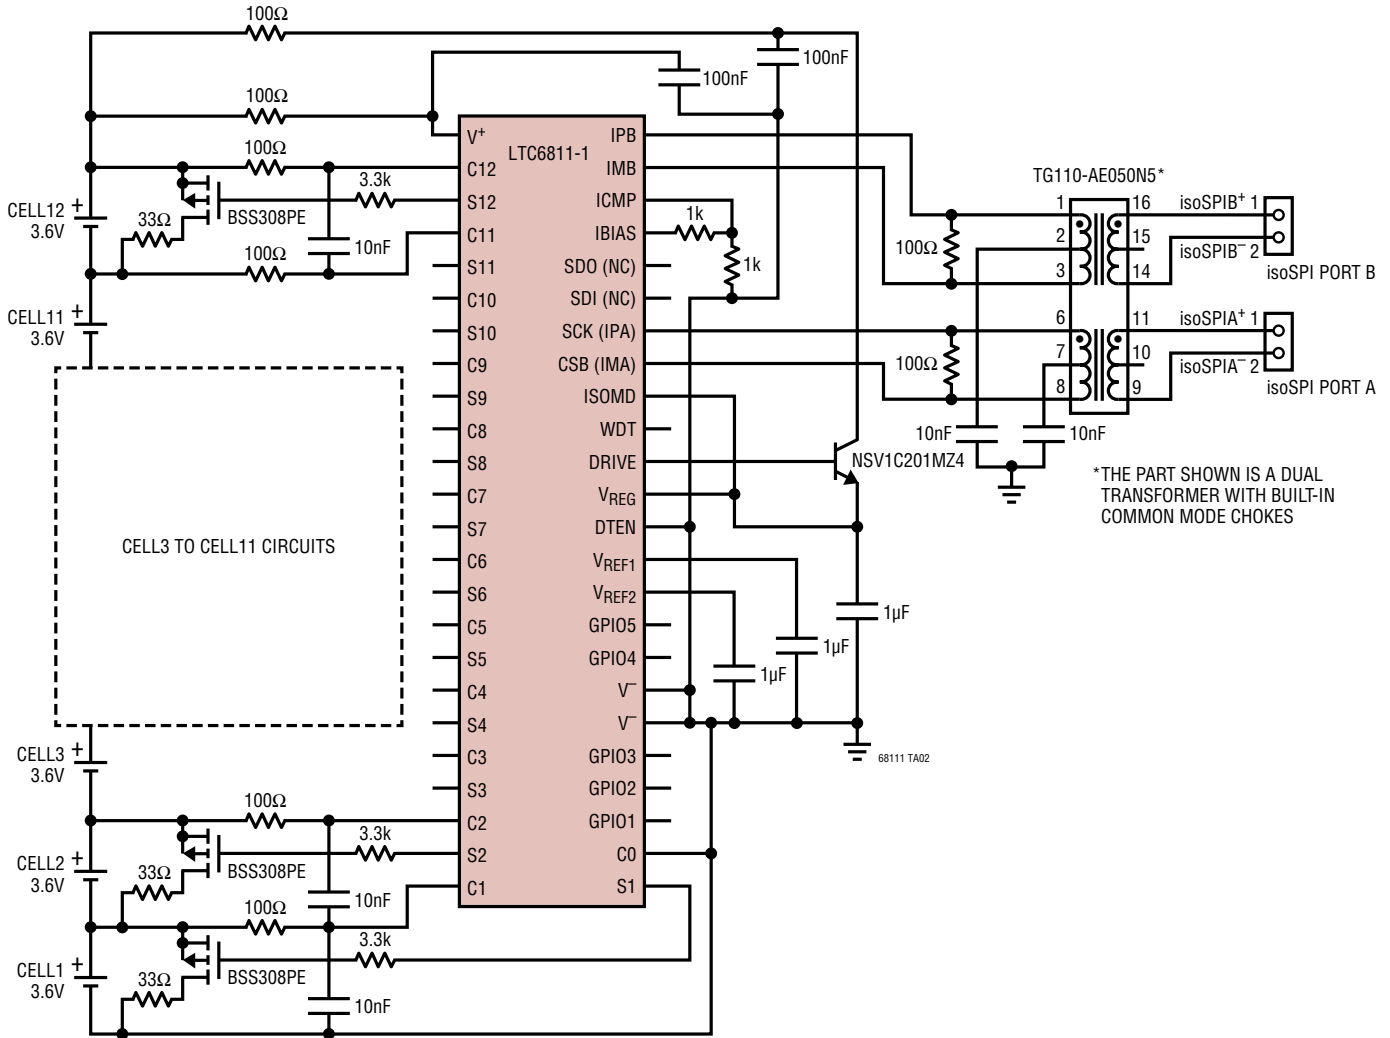 100Ω
100nF
100nF
100Ω
V+
LTC6811-1
IPB
100Ω
C12
IMB
TG110-AE050N5*
3.3k
S12
ICMP
1
16
isoSPIB+ 1
CELL12
+
3.6V
33Ω
BSS308PE
1k
C11
IBIAS
2
15
100Ω
10nF
100Ω
isoSPIB− 2
1k
S11
SDO (NC)
3
14
isoSPI PORT B
C10
SDI (NC)
CELL11
+
3.6V
S10
SCK (IPA)
6
11
isoSPIA+ 1
7
10
C9
CSB (IMA)
100Ω
isoSPIA− 2
8
9
isoSPI PORT A
S9
ISOMD
C8
WDT
10nF
10nF
S8
DRIVE
NSV1C201MZ4
*THE PART SHOWN IS A DUAL
TRANSFORMER WITH BUILT-IN
COMMON MODE CHOKES
C7
VREG
S7
DTEN
CELL3 TO CELL11 CIRCUITS
C6
VREF1
S6
VREF2
1µF
C5
GPIO5
1µF
S5
GPIO4
1µF
C4
V−
S4
V−
CELL3
+
3.6V
C3
GPIO3
68111 TA02
S3
GPIO2
100Ω
C2
GPIO1
3.3k
S2
C0
CELL2
+
3.6V
33Ω
BSS308PE
C1
S1
10nF
100Ω
3.3k
CELL1
+
3.6V
33Ω
BSS308PE
10nF